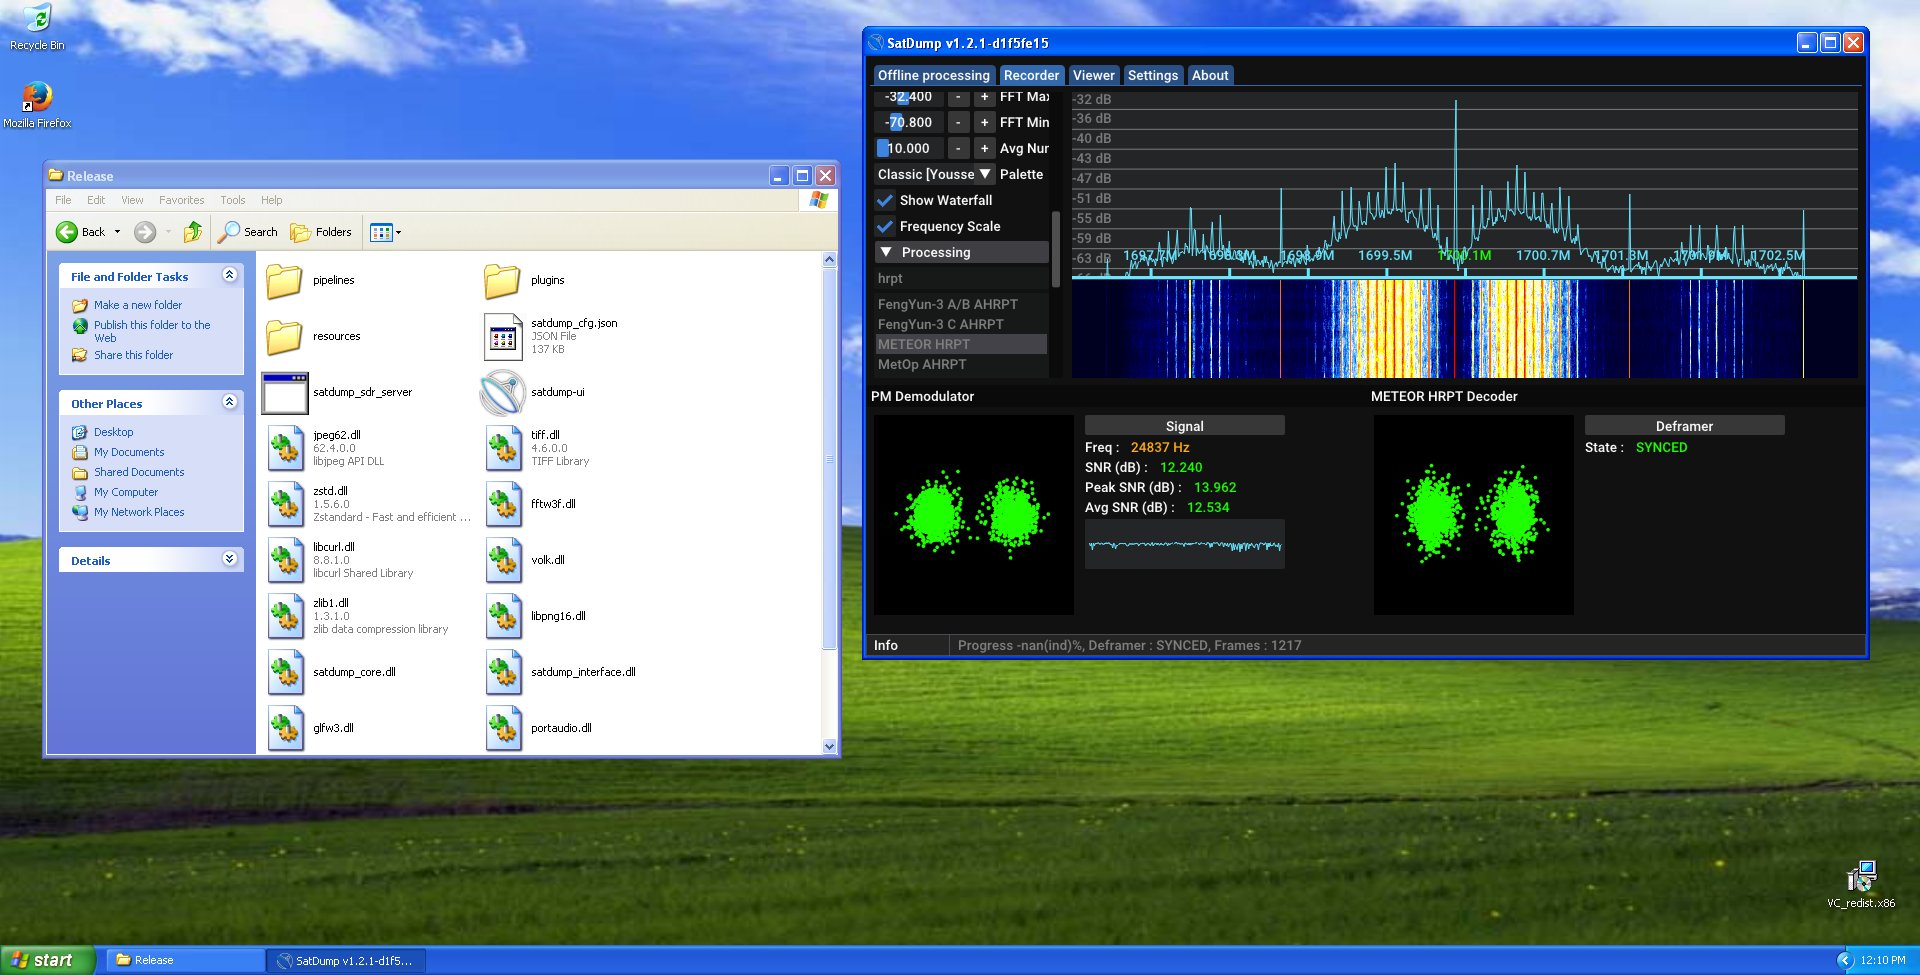 Recycle Bin
Mozilla Firefox
Release
File Edit View Favorites Tools Help
Back Search Folders
File and Folder Tasks
Make a new folder
Publish this folder to the
Web
Share this folder
Other Places
Desktop
My Documents
Shared Documents
My Computer
My Network Places
Details
pipelines
plugins
resources
satdump_cfg.json
JSON File
137 KB
satdump_sdr_server
satdump-ui
jpeg62.dll
62.4.0.0
libjpeg API DLL
tiff.dll
4.6.0.0
TIFF Library
zstd.dll
1.5.6.0
Zstandard - Fast and efficient ...
fftw3f.dll
libcurl.dll
8.8.1.0
libcurl Shared Library
volk.dll
zlib1.dll
1.3.1.0
zlib data compression library
libpng16.dll
satdump_core.dll
satdump_interface.dll
glfw3.dll
portaudio.dll
SatDump v1.2.1-d1f5fe15
Offline processing Recorder Viewer Settings About
-32.400 - + FFT Max
-70.800 - + FFT Min
10.000 - + Avg Nur
Classic [Yousse Palette
Show Waterfall
Frequency Scale
Processing
hrpt
FengYun-3 A/B AHRPT
FengYun-3 C AHRPT
METEOR HRPT
MetOp AHRPT
-32 dB
-36 dB
-40 dB
-43 dB
-47 dB
-51 dB
-55 dB
-59 dB
-63 dB
1697.7M 1698.9M 1699.5M 1700.1M 1700.7M 1701.3M 1701.9M 1702.5M
PM Demodulator
Signal
Freq : 24837 Hz
SNR (dB) : 12.240
Peak SNR (dB) : 13.962
Avg SNR (dB) : 12.534
METEOR HRPT Decoder
Deframer
State : SYNCED
Info Progress -nan(ind)%, Deframer : SYNCED, Frames : 1217
VC_redist.x86
start Release SatDump v1.2.1-d1f5... 12:10 PM